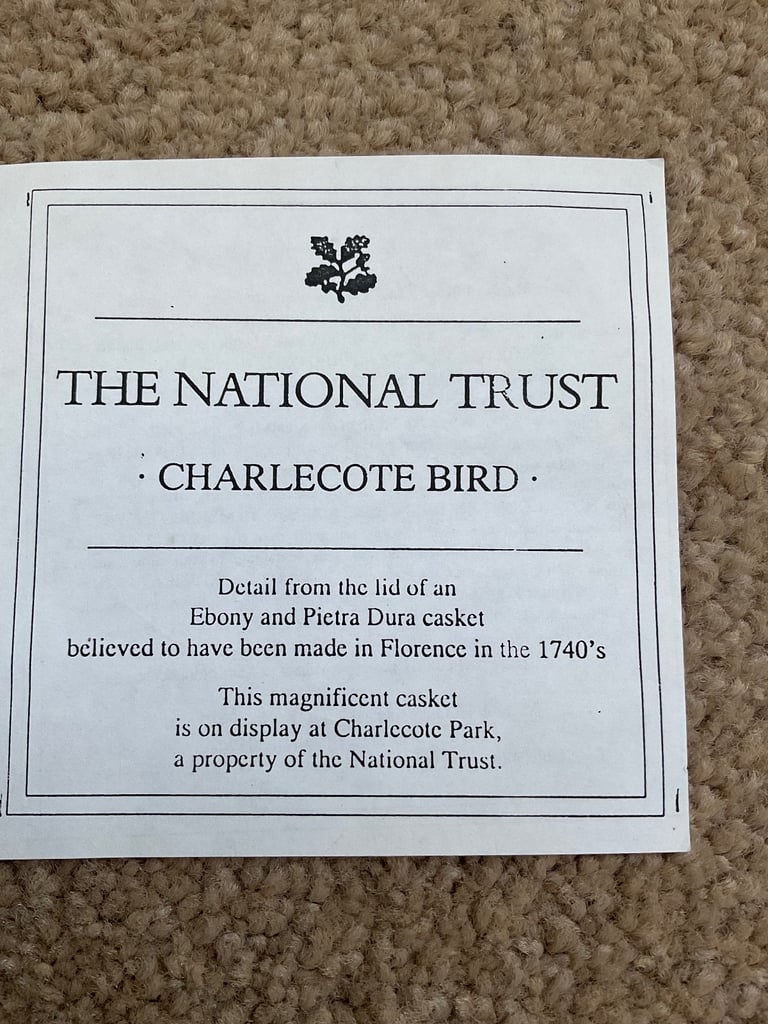 THE NATIONAL TRUST
· CHARLECOTE BIRD ·
Detail from the lid of an
Ebony and Pietra Dura casket
believed to have been made in Florence in the 1740's
This magnificent casket
is on display at Charlecote Park,
a property of the National Trust.